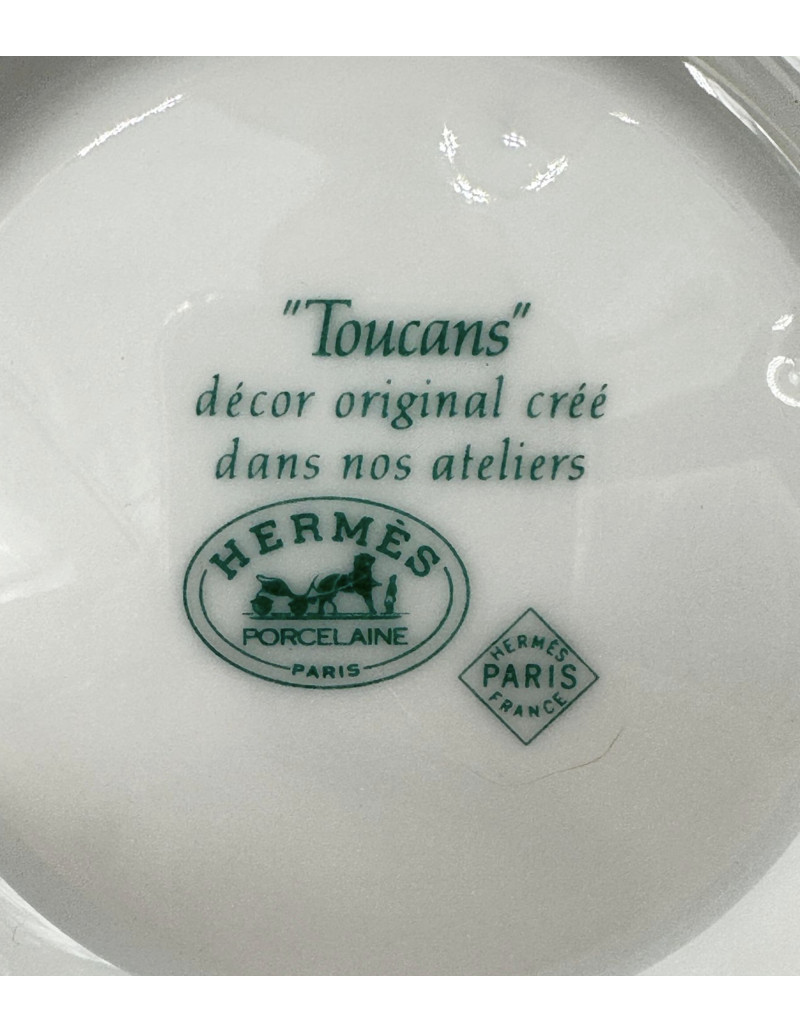 "Toucans"
décor original créé
dans nos ateliers
HERMÈS
PORCELAINE
PARIS
HERMÈS
PARIS
FRANCE